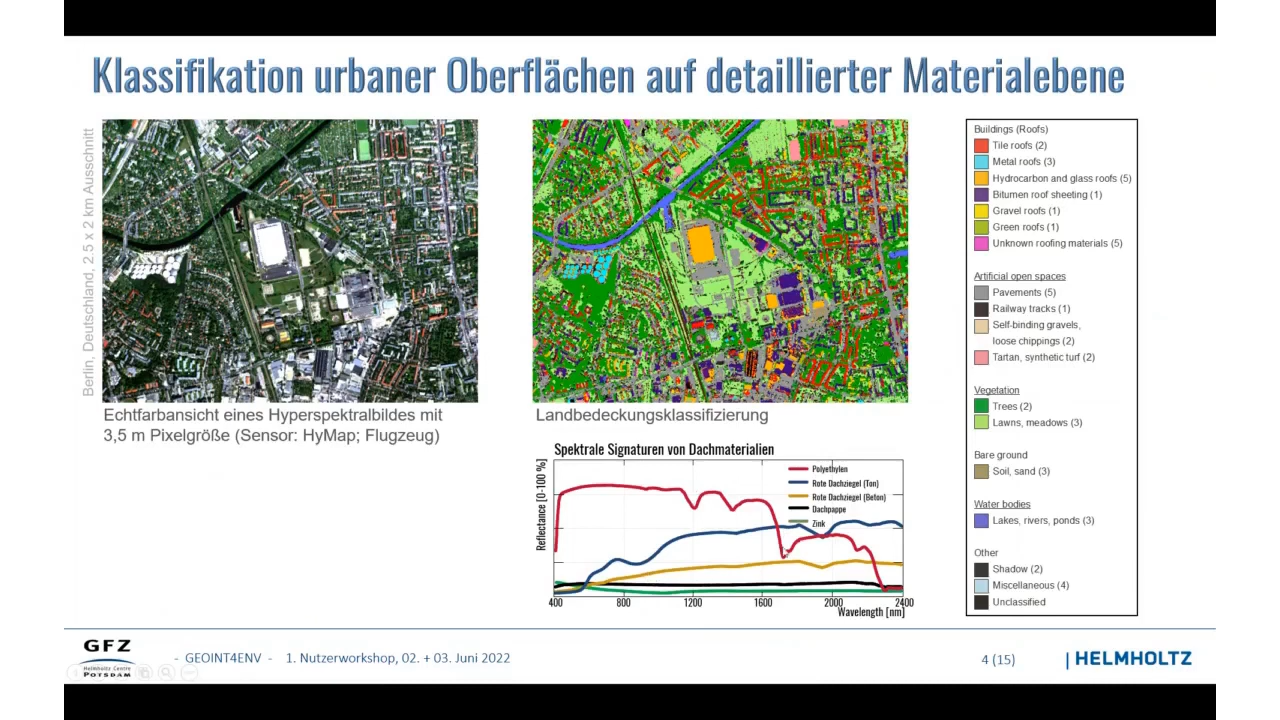 Klassifikation urbaner Oberflächen auf detaillierter Materialebene
Berlin, Deutschland, 2.5 x 2 km Ausschnitt
Echtfarbansicht eines Hyperspektralbildes mit
3,5 m Pixelgröße (Sensor: HyMap; Flugzeug)
Landbedeckungsklassifizierung
Spektrale Signaturen von Dachmaterialien
Reflectance [0-100 %]
Polyethylen
Rote Dachziegel (Ton)
Rote Dachziegel (Beton)
Dachpappe
Zink
400 800 1200 1600 2000 2400
Wavelength [nm]
Buildings (Roofs)
Tile roofs (2)
Metal roofs (3)
Hydrocarbon and glass roofs (5)
Bitumen roof sheeting (1)
Gravel roofs (1)
Green roofs (1)
Unknown roofing materials (5)
Artificial open spaces
Pavements (5)
Railway tracks (1)
Self-binding gravels,
loose chippings (2)
Tartan, synthetic turf (2)
Vegetation
Trees (2)
Lawns, meadows (3)
Bare ground
Soil, sand (3)
Water bodies
Lakes, rivers, ponds (3)
Other
Shadow (2)
Miscellaneous (4)
Unclassified
GFZ
Helmholtz Centre
POTSDAM
- GEOINT4ENV - 1. Nutzerworkshop, 02. + 03. Juni 2022
4 (15)
HELMHOLTZ